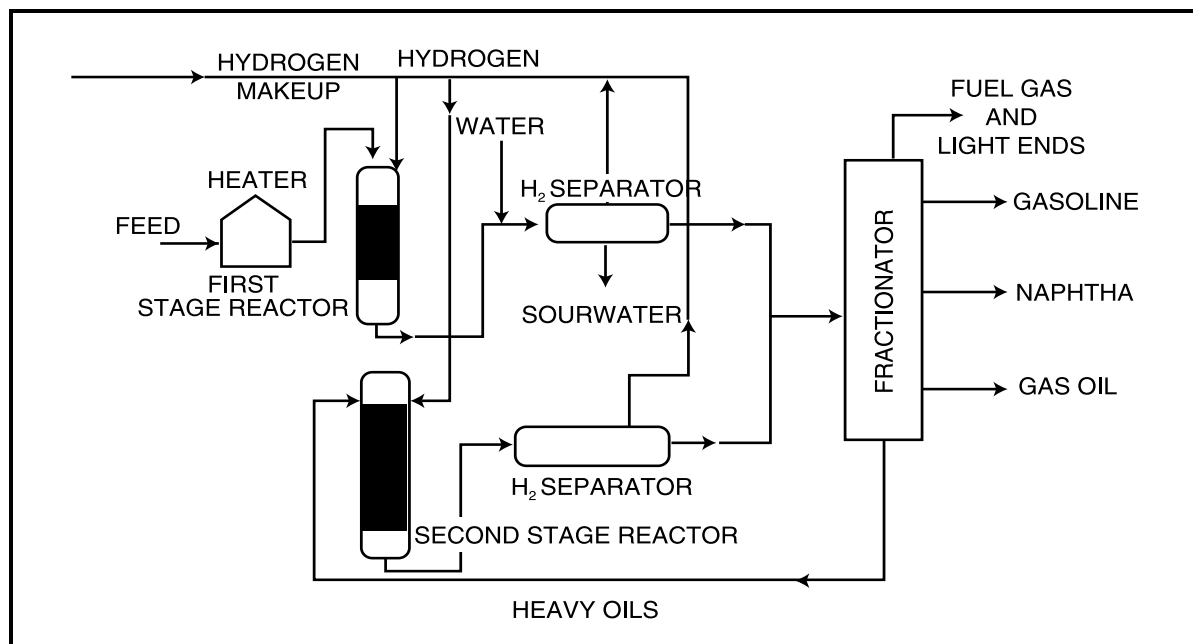 HYDROGEN
MAKEUP
HYDROGEN
FUEL GAS
AND
LIGHT ENDS
WATER
HEATER
H₂ SEPARATOR
FEED
GASOLINE
FIRST
STAGE REACTOR
SOURWATER
FRACTIONATOR
NAPHTHA
GAS OIL
H₂ SEPARATOR
SECOND STAGE REACTOR
HEAVY OILS